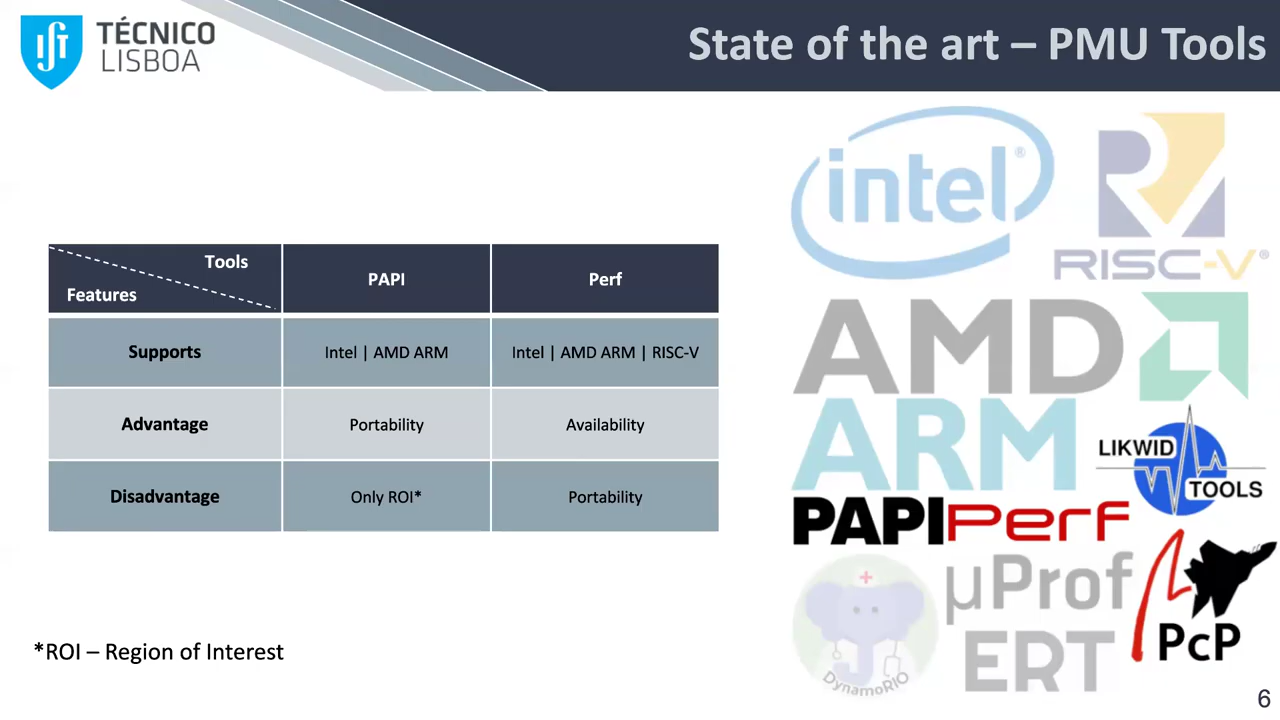 TÉCNICO
LISBOA
State of the art – PMU Tools
Tools
Features
PAPI
Perf
Supports
Intel | AMD ARM
Intel | AMD ARM | RISC-V
Advantage
Portability
Availability
Disadvantage
Only ROI*
Portability
*ROI – Region of Interest
intel®
RISC-V®
AMD
ARM
LIKWID
TOOLS
PAPI
Perf
µProf
ERT
DynamoRIO
PcP
6